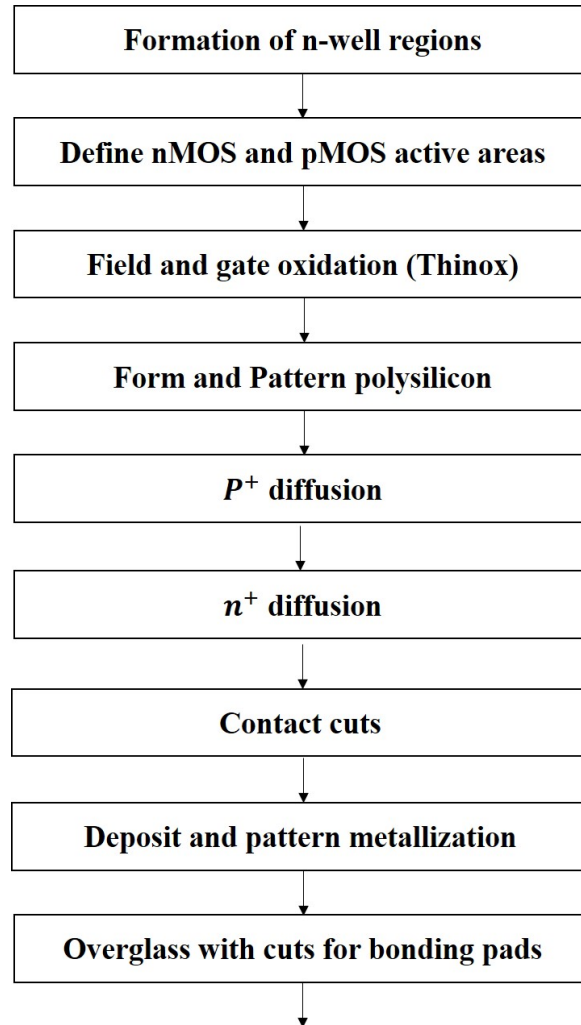 Formation of n-well regions
Define nMOS and pMOS active areas
Field and gate oxidation (Thinox)
Form and Pattern polysilicon
P⁺ diffusion
n⁺ diffusion
Contact cuts
Deposit and pattern metallization
Overglass with cuts for bonding pads